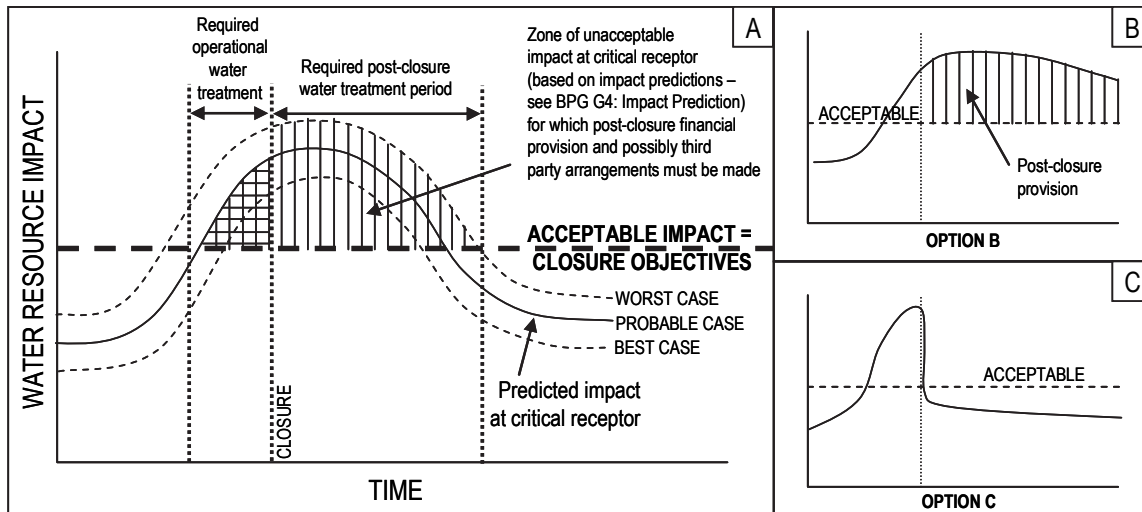 A
Required
operational
water
treatment
Required post-closure
water treatment period
Zone of unacceptable
impact at critical receptor
(based on impact predictions –
see BPG G4: Impact Prediction)
for which post-closure financial
provision and possibly third
party arrangements must be made
WATER RESOURCE IMPACT
ACCEPTABLE IMPACT =
CLOSURE OBJECTIVES
WORST CASE
PROBABLE CASE
BEST CASE
Predicted impact
at critical receptor
CLOSURE
TIME
B
ACCEPTABLE
Post-closure
provision
OPTION B
C
ACCEPTABLE
OPTION C